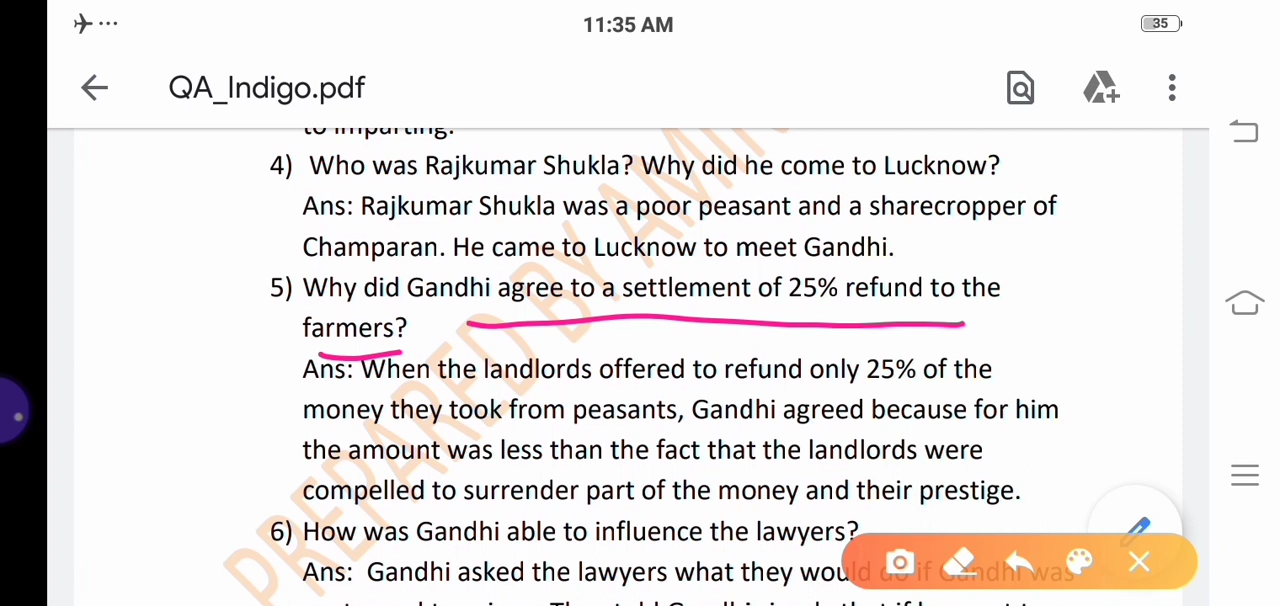 11:35 AM
35
QA_Indigo.pdf
to imparting.
4) Who was Rajkumar Shukla? Why did he come to Lucknow?
Ans: Rajkumar Shukla was a poor peasant and a sharecropper of
Champaran. He came to Lucknow to meet Gandhi.
5) Why did Gandhi agree to a settlement of 25% refund to the
farmers?
Ans: When the landlords offered to refund only 25% of the
money they took from peasants, Gandhi agreed because for him
the amount was less than the fact that the landlords were
compelled to surrender part of the money and their prestige.
6) How was Gandhi able to influence the lawyers?
Ans: Gandhi asked the lawyers what they would do if Gandhi was
PREPARED BY